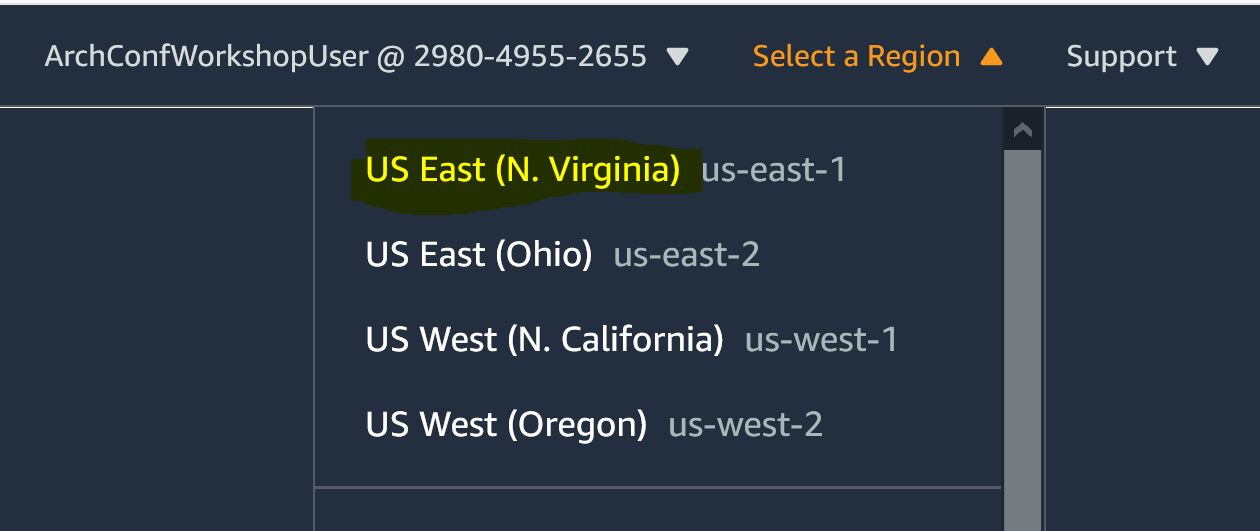 ArchConfWorkshopUser @ 2980-4955-2655 Select a Region Support
US East (N. Virginia) us-east-1
US East (Ohio) us-east-2
US West (N. California) us-west-1
US West (Oregon) us-west-2